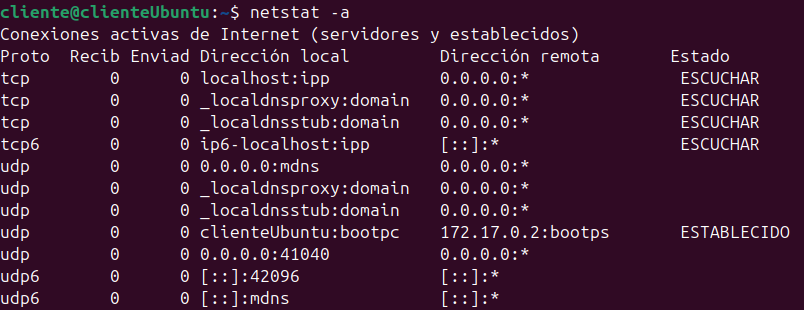 cliente@clienteUbuntu:~$ netstat -a
Conexiones activas de Internet (servidores y establecidos)
Proto  Recib Enviad Dirección local         Dirección remota       Estado
tcp        0      0 localhost:ipp           0.0.0.0:*               ESCUCHAR
tcp        0      0 _localdnsproxy:domain   0.0.0.0:*               ESCUCHAR
tcp        0      0 _localdnsstub:domain    0.0.0.0:*               ESCUCHAR
tcp6       0      0 ip6-localhost:ipp       [::]:*                  ESCUCHAR
udp        0      0 0.0.0.0:mdns            0.0.0.0:*
udp        0      0 _localdnsproxy:domain   0.0.0.0:*
udp        0      0 _localdnsstub:domain    0.0.0.0:*
udp        0      0 clienteUbuntu:bootpc    172.17.0.2:bootps       ESTABLECIDO
udp        0      0 0.0.0.0:41040           0.0.0.0:*
udp6       0      0 [::]:42096              [::]:*
udp6       0      0 [::]:mdns               [::]:*